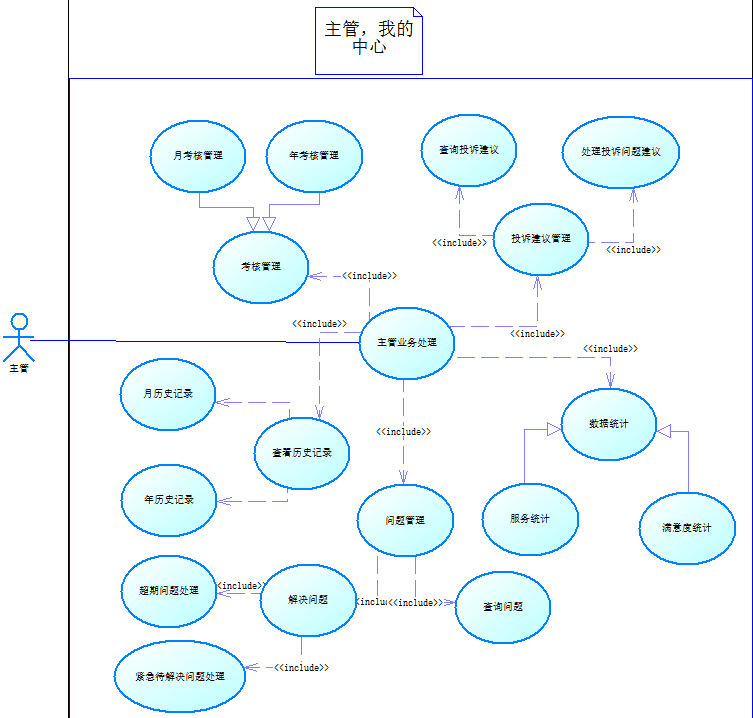 主管，我的
中心
月考核管理
年考核管理
查询投诉建议
处理投诉问题建议
投诉建议管理
<<include>>
<<include>>
考核管理
<<include>>
<<include>>
<<include>>
主管业务处理
<<include>>
主管
月历史记录
数据统计
<<include>>
查看历史记录
年历史记录
问题管理
服务统计
满意度统计
超期问题处理
<include>
解决问题
<inclu
<<include>>
查询问题
紧急待解决问题处理
<<include>>